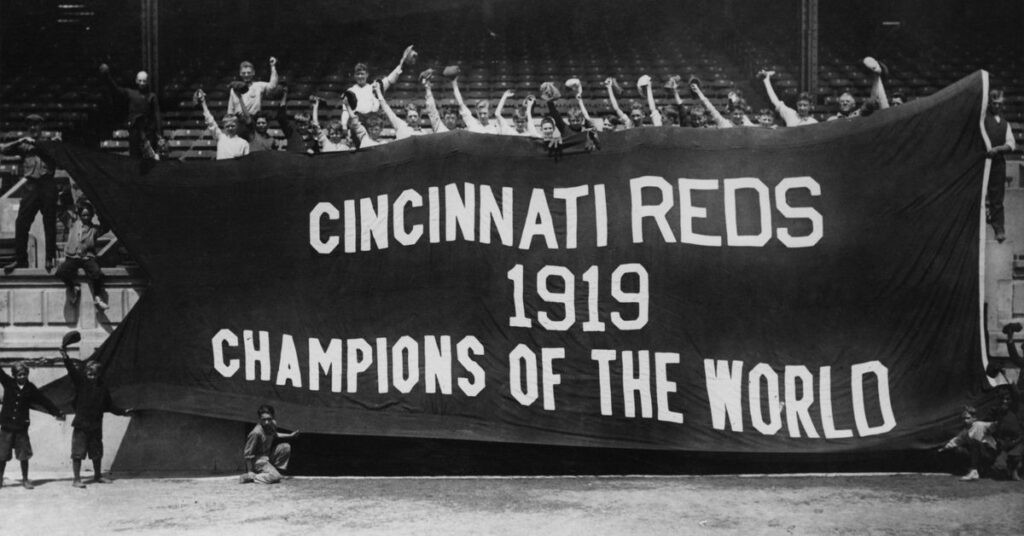 CINCINNATI REDS
1919
CHAMPIONS OF THE WORLD